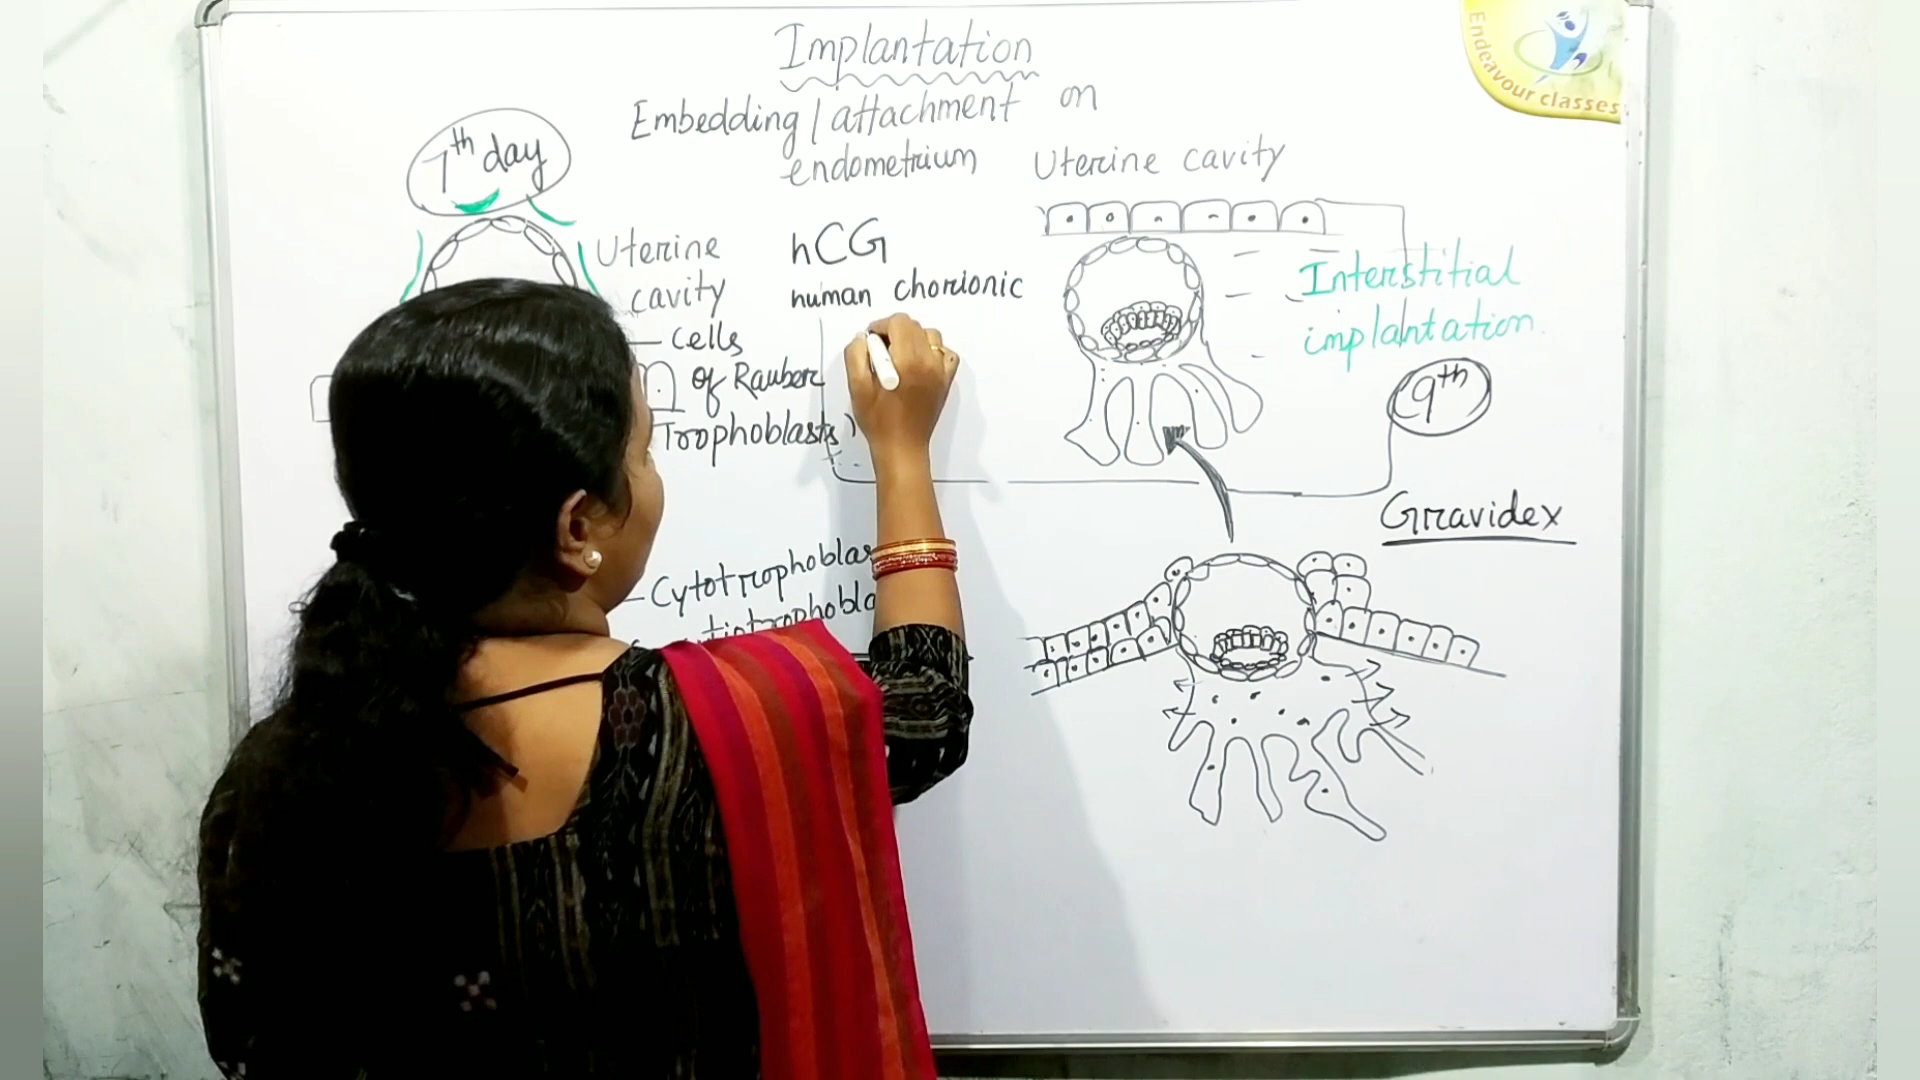 Implantation
Embedding/attachment on
endometrium
7th day
Uterine
cavity
cells
of Rauber
Trophoblasts)
hCG
human chorionic
Uterine cavity
Interstitial
implantation
9th
Gravidex
Cytotrophoblas
Endeavour classes